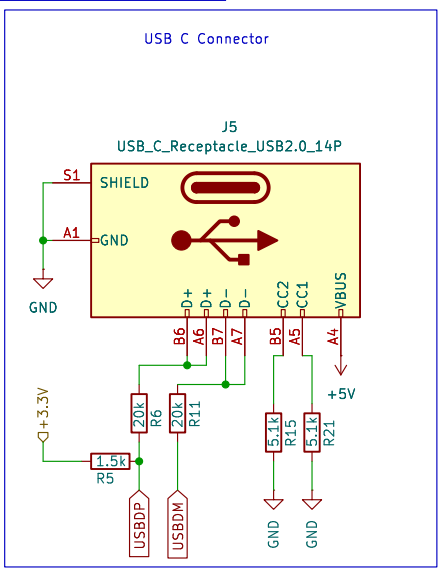 USB C Connector
J5
USB_C_Receptacle_USB2.0_14P
S1
SHIELD
A1
GND
GND
D+
D+
D-
D-
CC2
CC1
VBUS
B6
A6
B7
A7
B5
A5
A4
+5V
+3.3V
20k
R6
20k
R11
5.1k
R15
5.1k
R21
1.5k
R5
USBDP
USBDM
GND
GND